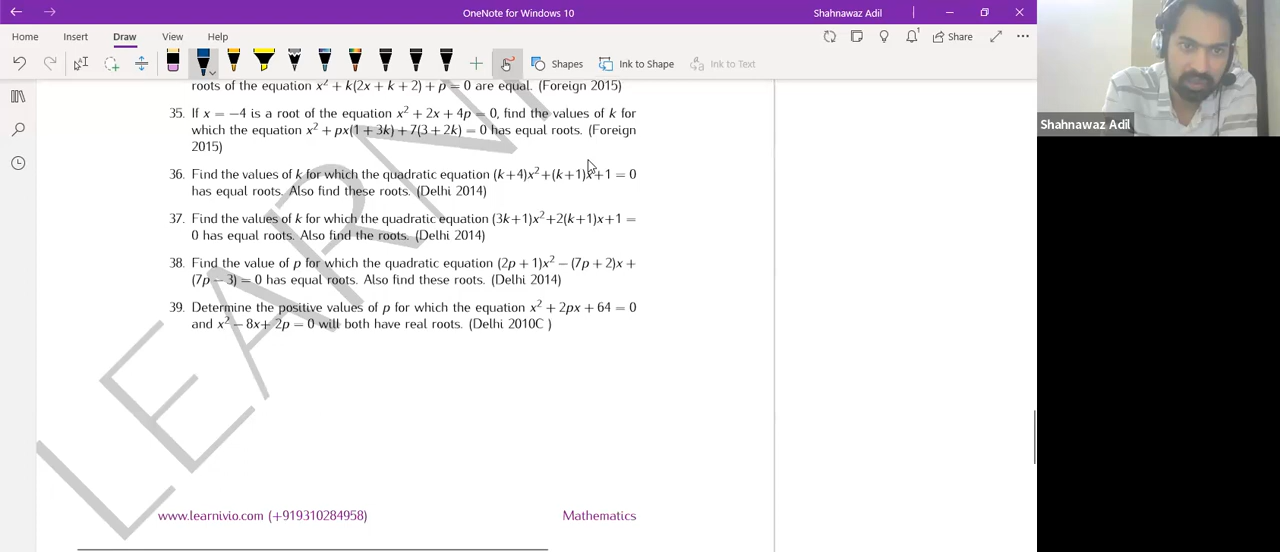 OneNote for Windows 10
Shahnawaz Adil
Home Insert Draw View Help
Share
Shapes Ink to Shape Ink to Text
roots of the equation x² + k(2x + k + 2) + p = 0 are equal. (Foreign 2015)
35. If x = −4 is a root of the equation x² + 2x + 4p = 0, find the values of k for
which the equation x² + px(1 + 3k) + 7(3 + 2k) = 0 has equal roots. (Foreign
2015)
36. Find the values of k for which the quadratic equation (k+4)x²+(k+1)x+1 = 0
has equal roots. Also find these roots. (Delhi 2014)
37. Find the values of k for which the quadratic equation (3k+1)x²+2(k+1)x+1 =
0 has equal roots. Also find the roots. (Delhi 2014)
38. Find the value of p for which the quadratic equation (2p + 1)x² − (7p + 2)x +
(7p − 3) = 0 has equal roots. Also find these roots. (Delhi 2014)
39. Determine the positive values of p for which the equation x² + 2px + 64 = 0
and x² − 8x + 2p = 0 will both have real roots. (Delhi 2010C )
LEARN
www.learnivio.com (+919310284958) Mathematics
Shahnawaz Adil